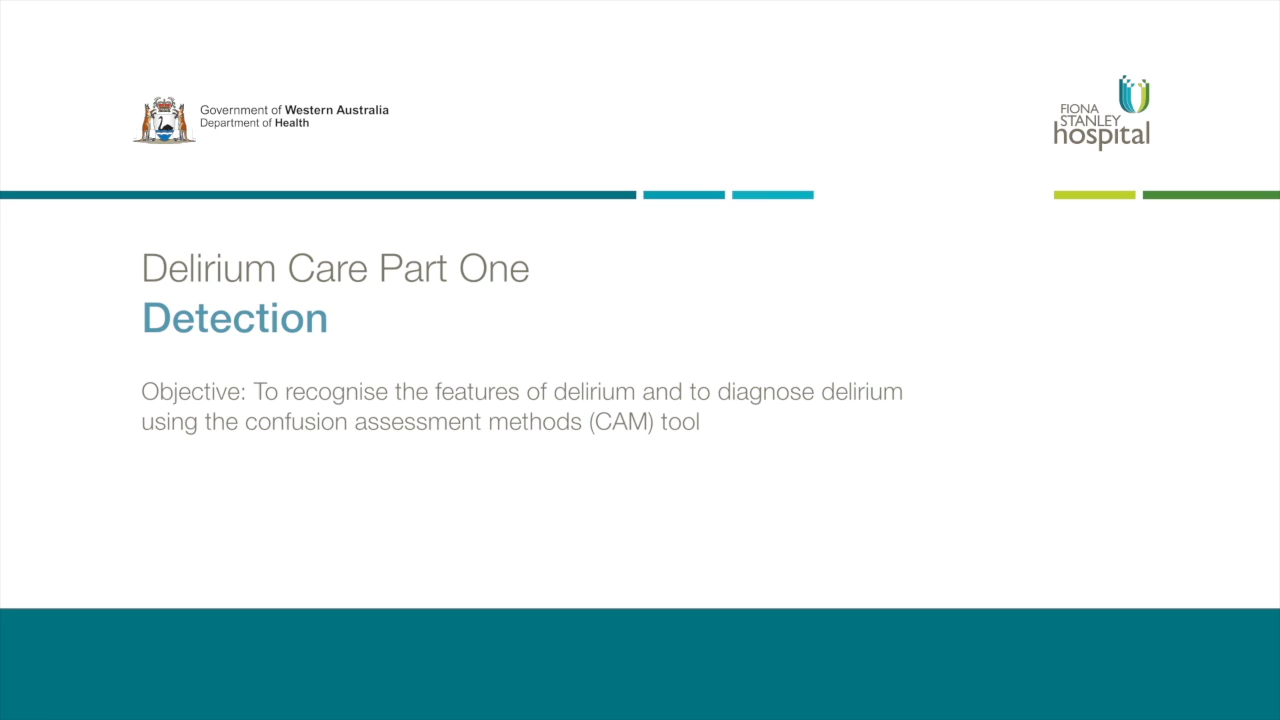 Government of Western Australia
Department of Health
FIONA
STANLEY
hospital
Delirium Care Part One
Detection
Objective: To recognise the features of delirium and to diagnose delirium
using the confusion assessment methods (CAM) tool